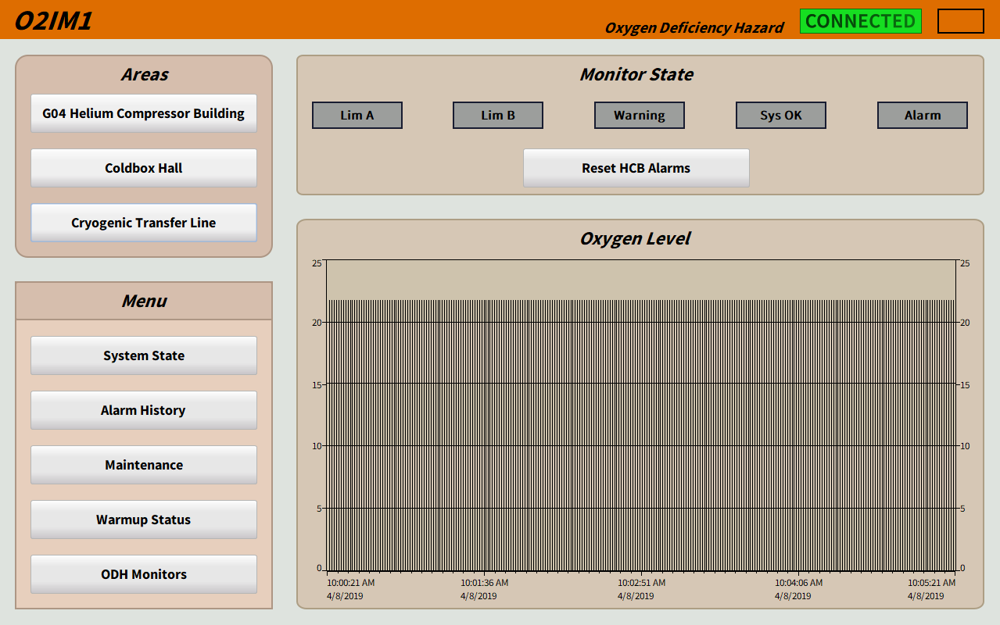 O2IM1
Oxygen Deficiency Hazard
CONNECTED
Areas
G04 Helium Compressor Building
Coldbox Hall
Cryogenic Transfer Line
Menu
System State
Alarm History
Maintenance
Warmup Status
ODH Monitors
Monitor State
Lim A Lim B Warning Sys OK Alarm
Reset HCB Alarms
Oxygen Level
25 25
20 20
15 15
10 10
5 5
0 0
10:00:21 AM 10:01:36 AM 10:02:51 AM 10:04:06 AM 10:05:21 AM
4/8/2019 4/8/2019 4/8/2019 4/8/2019 4/8/2019